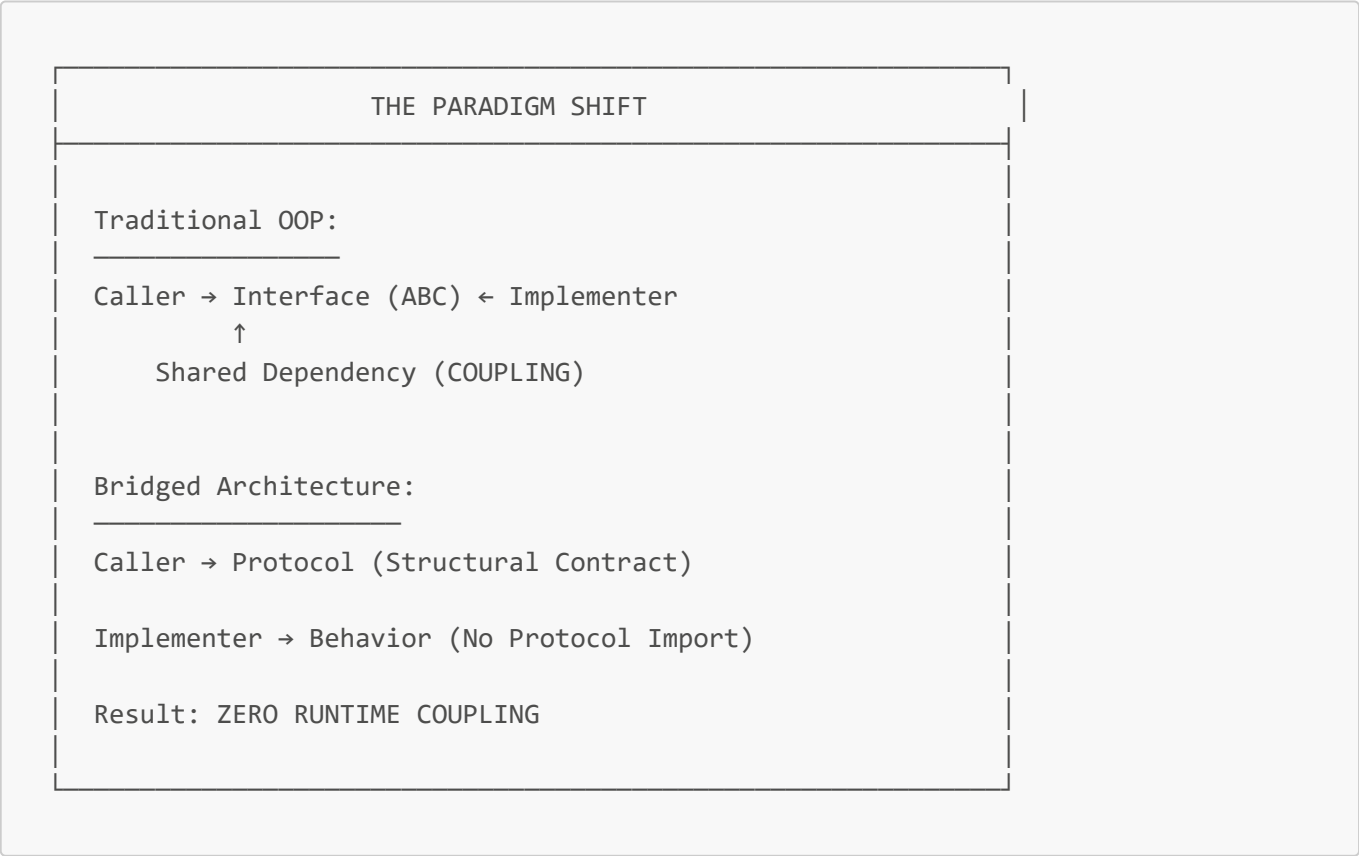 THE PARADIGM SHIFT
Traditional OOP:
Caller → Interface (ABC) ← Implementer
↑
Shared Dependency (COUPLING)
Bridged Architecture:
Caller → Protocol (Structural Contract)
Implementer → Behavior (No Protocol Import)
Result: ZERO RUNTIME COUPLING